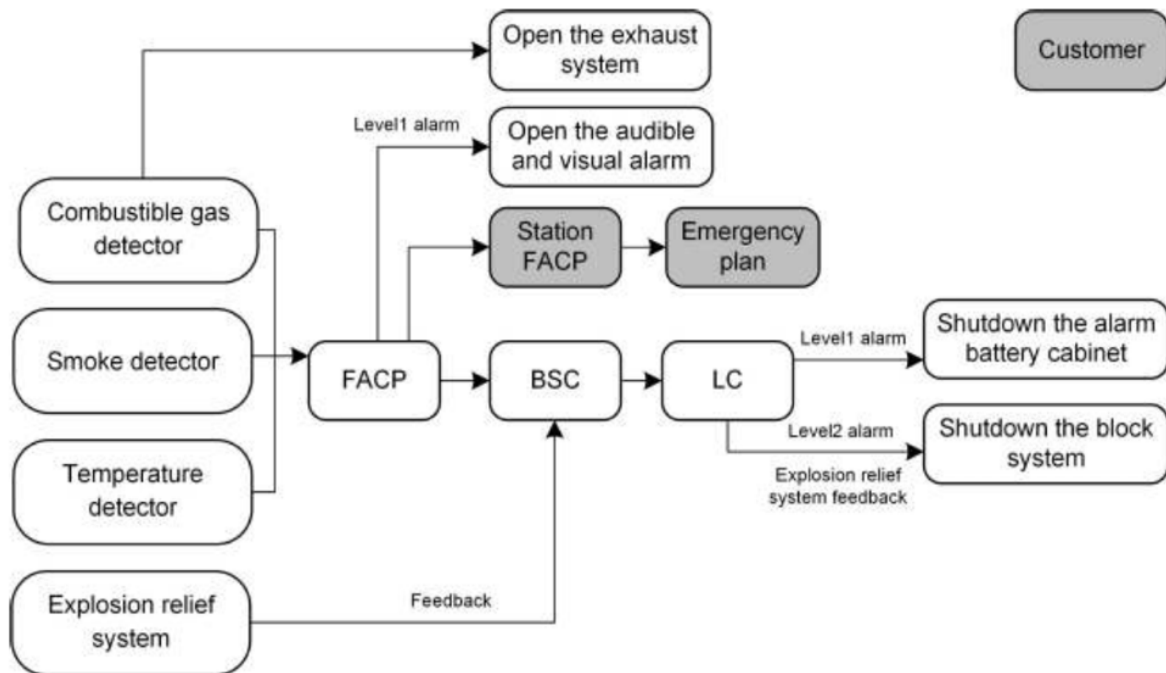 Open the exhaust
system
Customer
Level1 alarm
Open the audible
and visual alarm
Combustible gas
detector
Station
FACP
Emergency
plan
Smoke detector
FACP
BSC
LC
Level1 alarm
Shutdown the alarm
battery cabinet
Level2 alarm
Explosion relief
system feedback
Shutdown the block
system
Temperature
detector
Explosion relief
system
Feedback